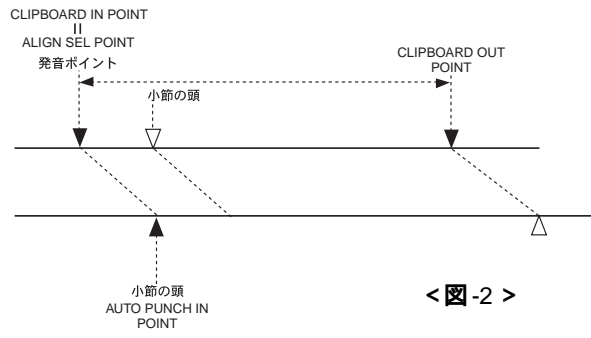 CLIPBOARD IN POINT
II
ALIGN SEL POINT
発音ポイント
CLIPBOARD OUT
POINT
小節の頭
小節の頭
AUTO PUNCH IN
POINT
<図-2 >